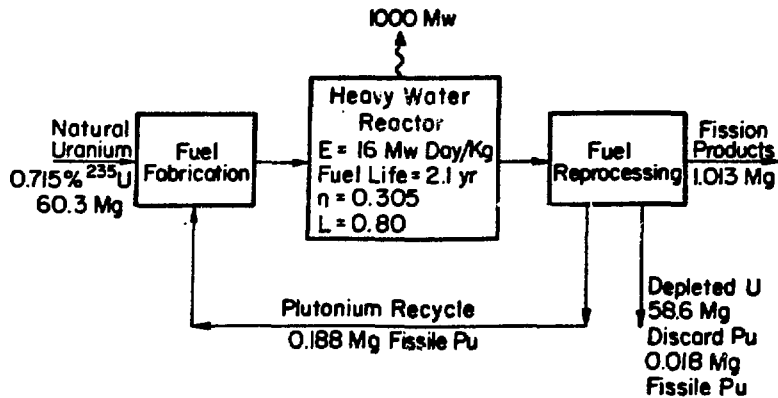 1000 Mw
Natural
Uranium
0.715% ²³⁵U
60.3 Mg
Fuel
Fabrication
Heavy Water
Reactor
E = 16 Mw Day/Kg
Fuel Life = 2.1 yr
η = 0.305
L = 0.80
Fuel
Reprocessing
Fission
Products
1.013 Mg
Plutonium Recycle
0.188 Mg Fissile Pu
Depleted U
58.6 Mg
Discard Pu
0.018 Mg
Fissile Pu